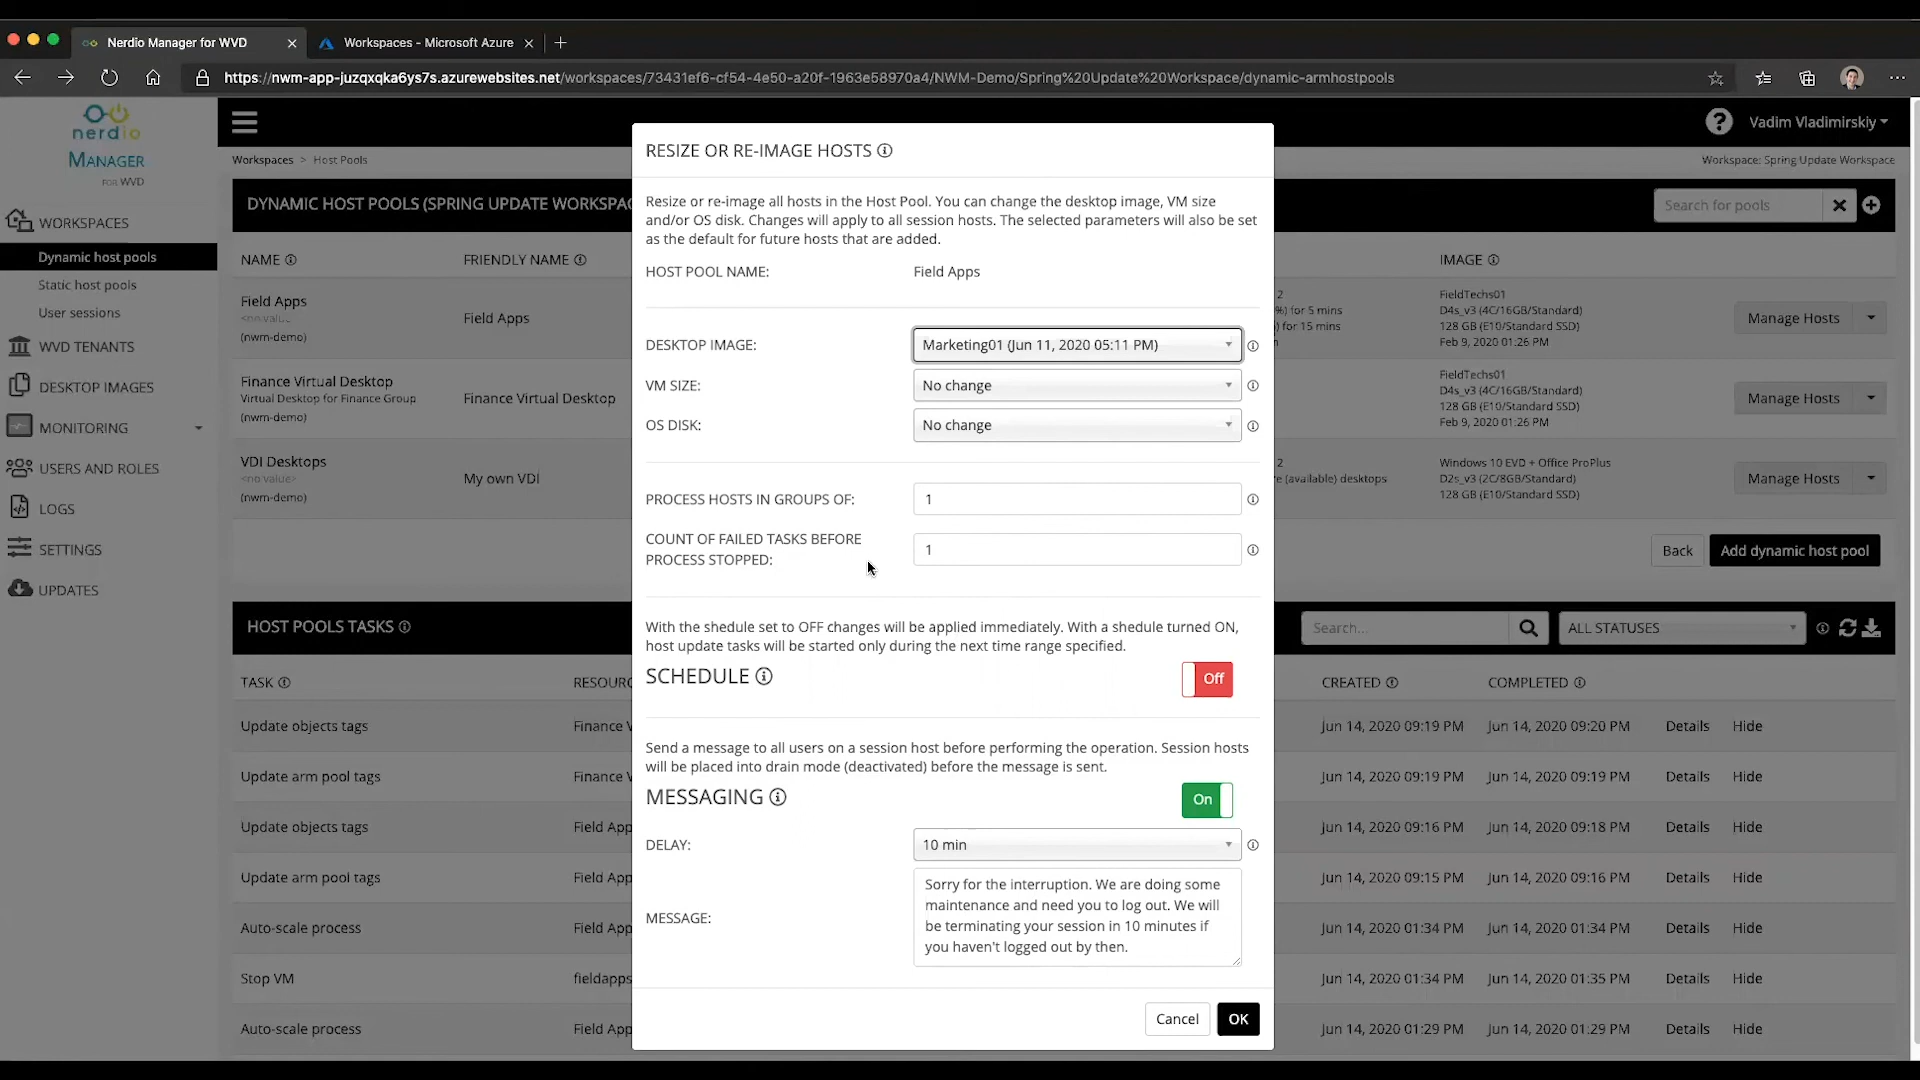 Nerdio Manager for WVD
Workspaces - Microsoft Azure
https://nwm-app-juzqxqka6ys7s.azurewebsites.net/workspaces/73431ef6-cf54-4e50-a20f-1963e58970a4/NWM-Demo/Spring%20Update%20Workspace/dynamic-armhostpools
nerdio
MANAGER
FOR WVD
Vadim Vladimirskiy
Workspaces > Host Pools
Workspace: Spring Update Workspace
WORKSPACES
Dynamic host pools
Static host pools
User sessions
WVD TENANTS
DESKTOP IMAGES
MONITORING
USERS AND ROLES
LOGS
SETTINGS
UPDATES
DYNAMIC HOST POOLS (SPRING UPDATE WORKSPAC
Search for pools
NAME
FRIENDLY NAME
IMAGE
Field Apps
<no value>
(nwm-demo)
Field Apps
2
%) for 5 mins
) for 15 mins
FieldTechs01
D4s_v3 (4C/16GB/Standard)
128 GB (E10/Standard SSD)
Feb 9, 2020 01:26 PM
Manage Hosts
Finance Virtual Desktop
Virtual Desktop for Finance Group
(nwm-demo)
Finance Virtual Desktop
FieldTechs01
D4s_v3 (4C/16GB/Standard)
128 GB (E10/Standard SSD)
Feb 9, 2020 01:26 PM
Manage Hosts
VDI Desktops
<no value>
(nwm-demo)
My own VDI
2
e (available) desktops
Windows 10 EVD + Office ProPlus
D2s_v3 (2C/8GB/Standard)
128 GB (E10/Standard SSD)
Manage Hosts
Back
Add dynamic host pool
HOST POOLS TASKS
Search...
ALL STATUSES
TASK
RESOURC
CREATED
COMPLETED
Update objects tags
Finance V
Jun 14, 2020 09:19 PM
Jun 14, 2020 09:20 PM
Details
Hide
Update arm pool tags
Finance V
Jun 14, 2020 09:19 PM
Jun 14, 2020 09:19 PM
Details
Hide
Update objects tags
Field App
Jun 14, 2020 09:16 PM
Jun 14, 2020 09:18 PM
Details
Hide
Update arm pool tags
Field App
Jun 14, 2020 09:15 PM
Jun 14, 2020 09:16 PM
Details
Hide
Auto-scale process
Field App
Jun 14, 2020 01:34 PM
Jun 14, 2020 01:34 PM
Details
Hide
Stop VM
fieldapps
Jun 14, 2020 01:34 PM
Jun 14, 2020 01:35 PM
Details
Hide
Auto-scale process
Field App
Jun 14, 2020 01:29 PM
Jun 14, 2020 01:29 PM
Details
Hide
RESIZE OR RE-IMAGE HOSTS
Resize or re-image all hosts in the Host Pool. You can change the desktop image, VM size
and/or OS disk. Changes will apply to all session hosts. The selected parameters will also be set
as the default for future hosts that are added.
HOST POOL NAME:
Field Apps
DESKTOP IMAGE:
Marketing01 (Jun 11, 2020 05:11 PM)
VM SIZE:
No change
OS DISK:
No change
PROCESS HOSTS IN GROUPS OF:
1
COUNT OF FAILED TASKS BEFORE
PROCESS STOPPED:
1
With the shedule set to OFF changes will be applied immediately. With a shedule turned ON,
host update tasks will be started only during the next time range specified.
SCHEDULE
Off
Send a message to all users on a session host before performing the operation. Session hosts
will be placed into drain mode (deactivated) before the message is sent.
MESSAGING
On
DELAY:
10 min
MESSAGE:
Sorry for the interruption. We are doing some
maintenance and need you to log out. We will
be terminating your session in 10 minutes if
you haven't logged out by then.
Cancel
OK